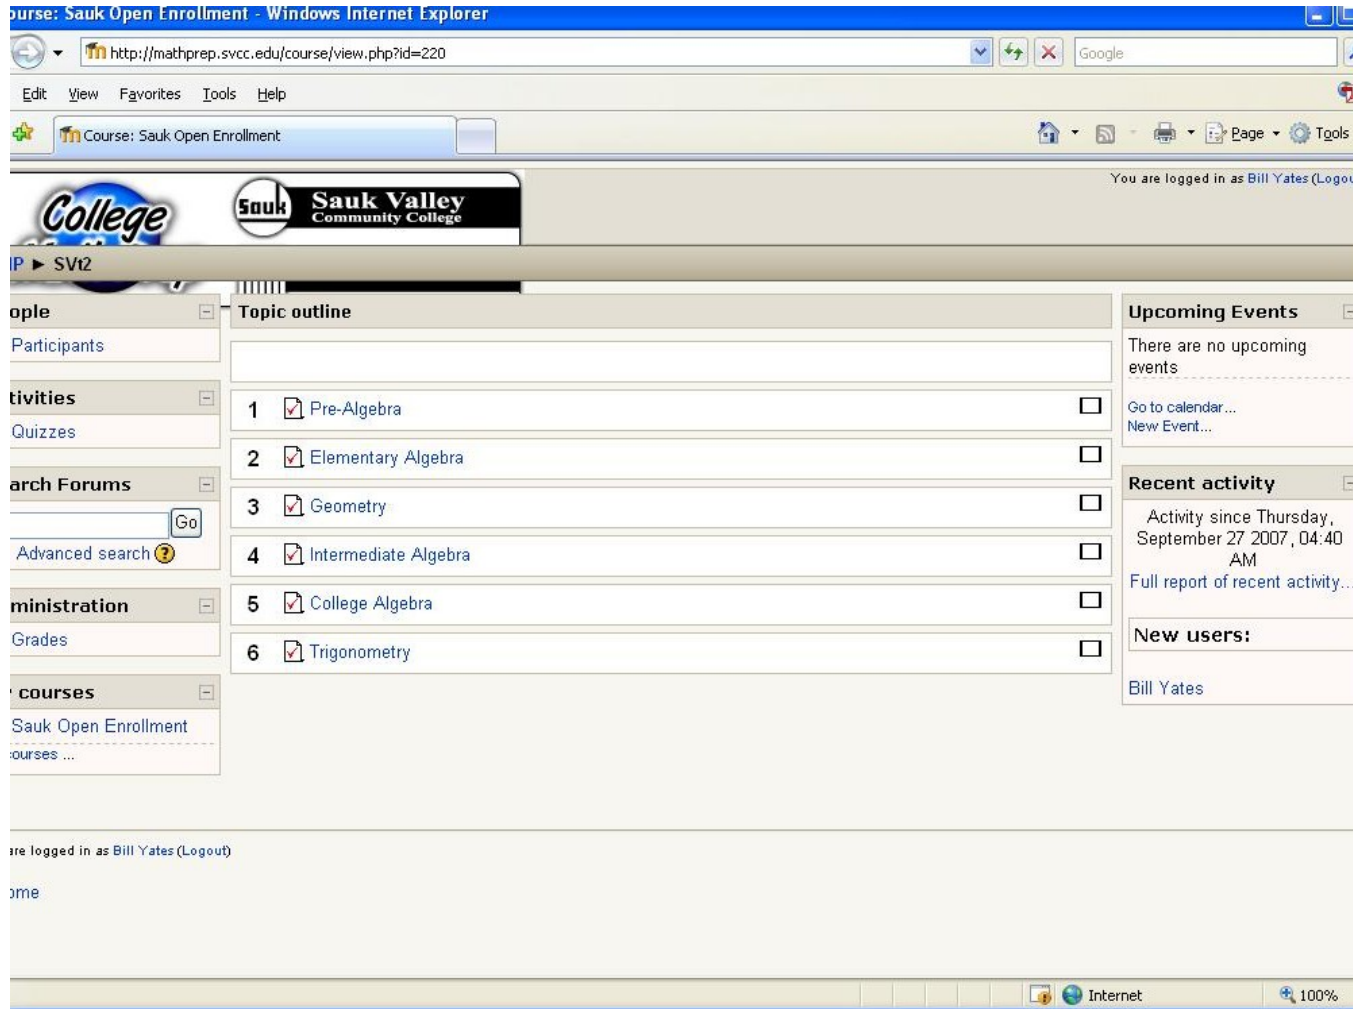 ourse: Sauk Open Enrollment - Windows Internet Explorer
http://mathprep.svcc.edu/course/view.php?id=220
Google
Edit View Favorites Tools Help
Course: Sauk Open Enrollment
Page Tools
You are logged in as Bill Yates (Logou
College
Sauk
Sauk Valley
Community College
IP ► SVt2
ople
Participants
tivities
Quizzes
arch Forums
Go
Advanced search
ministration
Grades
courses
Sauk Open Enrollment
courses ...
Topic outline
1 Pre-Algebra
2 Elementary Algebra
3 Geometry
4 Intermediate Algebra
5 College Algebra
6 Trigonometry
Upcoming Events
There are no upcoming
events
Go to calendar...
New Event...
Recent activity
Activity since Thursday,
September 27 2007, 04:40
AM
Full report of recent activity...
New users:
Bill Yates
are logged in as Bill Yates (Logout)
ome
Internet
100%